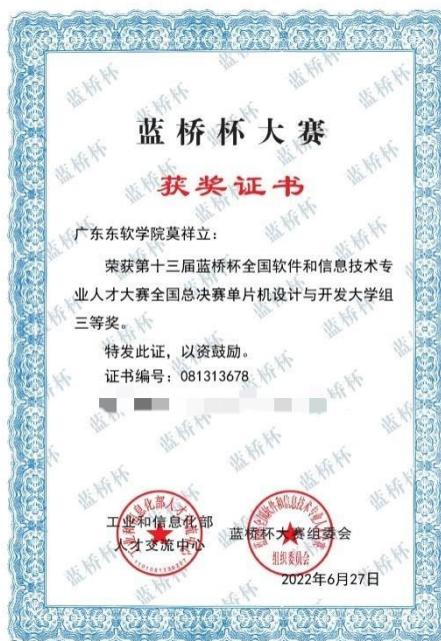 蓝桥杯大赛
获奖证书
广东东软学院莫祥立：
荣获第十三届蓝桥杯全国软件和信息技术专
业人才大赛全国总决赛单片机设计与开发大学组
三等奖。
特发此证，以资鼓励。
证书编号：081313678
工业和信息化部
人才交流中心
蓝桥杯大赛组委会
组织委员会
2022年6月27日